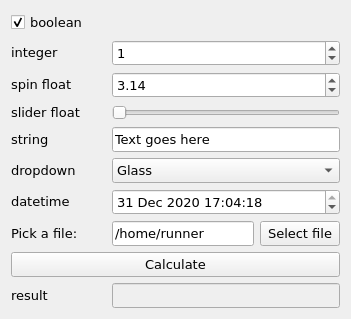 boolean
integer 1
spin float 3.14
slider float
string Text goes here
dropdown Glass
datetime 31 Dec 2020 17:04:18
Pick a file: /home/runner Select file
Calculate
result